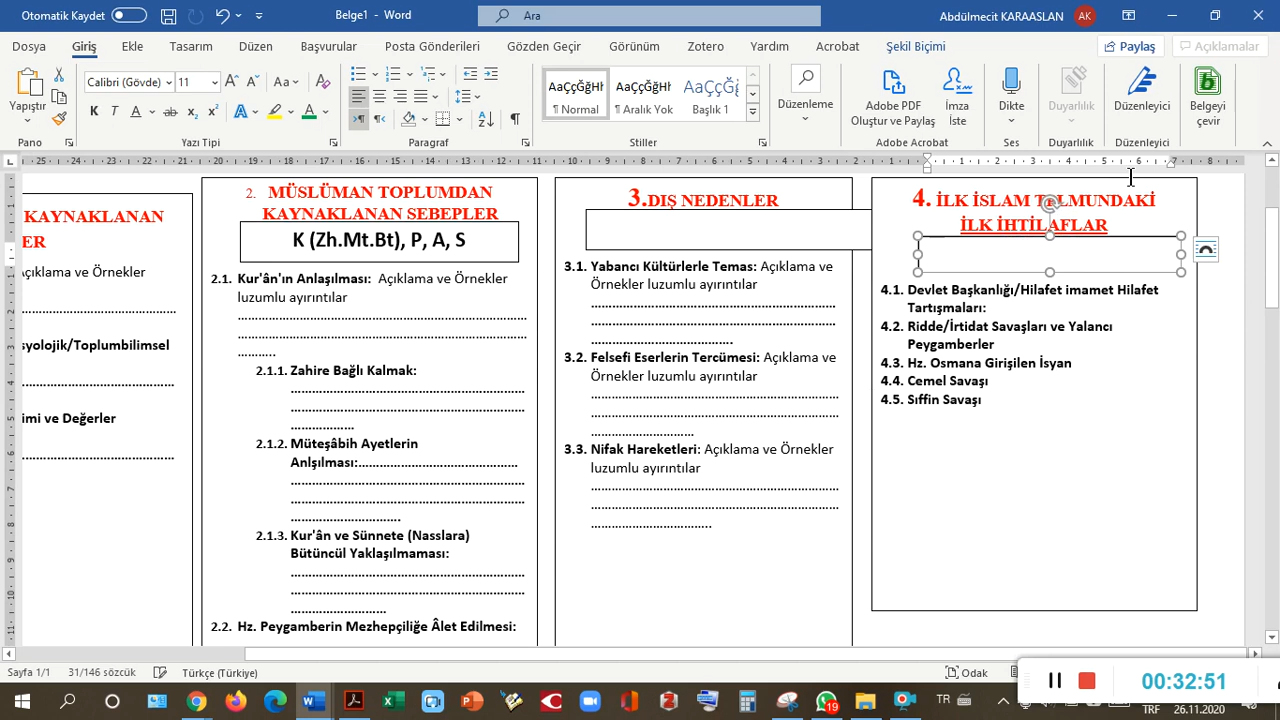 Otomatik Kaydet
Belge1 - Word
Ara
Abdülmecit KARAASLAN
AK
Dosya
Giriş
Ekle
Tasarım
Düzen
Başvurular
Posta Gönderileri
Gözden Geçir
Görünüm
Zotero
Yardım
Acrobat
Şekil Biçimi
Paylaş
Açıklamalar
Yapıştır
Calibri (Gövde)
11
AaÇçĞğHł
AaÇçĞğHł
AaÇçĞğ
¶ Normal
¶ Aralık Yok
Başlık 1
Düzenleme
Adobe PDF
Oluştur ve Paylaş
İmza
İste
Dikte
Duyarlılık
Düzenleyici
Belgeyi
çevir
Pano
Yazı Tipi
Paragraf
Stiller
Adobe Acrobat
Ses
Duyarlılık
Düzenleyici
Belgeyi Çevir
KAYNAKLANAN
ER
çıklama ve Örnekler
syolojik/Toplumbilimsel
imi ve Değerler
2. MÜSLÜMAN TOPLUMDAN
KAYNAKLANAN SEBEPLER
K (Zh.Mt.Bt), P, A, S
2.1. Kur'ân'ın Anlaşılması: Açıklama ve Örnekler
luzumlu ayırıntılar
2.1.1. Zahire Bağlı Kalmak:
2.1.2. Müteşâbih Ayetlerin
Anlşılması:
2.1.3. Kur'ân ve Sünnete (Nasslara)
Bütüncül Yaklaşılmaması:
2.2. Hz. Peygamberin Mezhepçiliğe Âlet Edilmesi:
3.DIŞ NEDENLER
3.1. Yabancı Kültürlerle Temas: Açıklama ve
Örnekler luzumlu ayırıntılar
3.2. Felsefi Eserlerin Tercümesi: Açıklama ve
Örnekler luzumlu ayırıntılar
3.3. Nifak Hareketleri: Açıklama ve Örnekler
luzumlu ayırıntılar
4. İLK İSLAM TPLMUNDAKİ
İLK İHTİLAFLAR
4.1. Devlet Başkanlığı/Hilafet imamet Hilafet
Tartışmaları:
4.2. Ridde/İrtidat Savaşları ve Yalancı
Peygamberler
4.3. Hz. Osmana Girişilen İsyan
4.4. Cemel Savaşı
4.5. Sıffin Savaşı
Sayfa 1/1
31/146 sözcük
Türkçe (Türkiye)
Odak
00:32:51
19
TR
26.11.2020